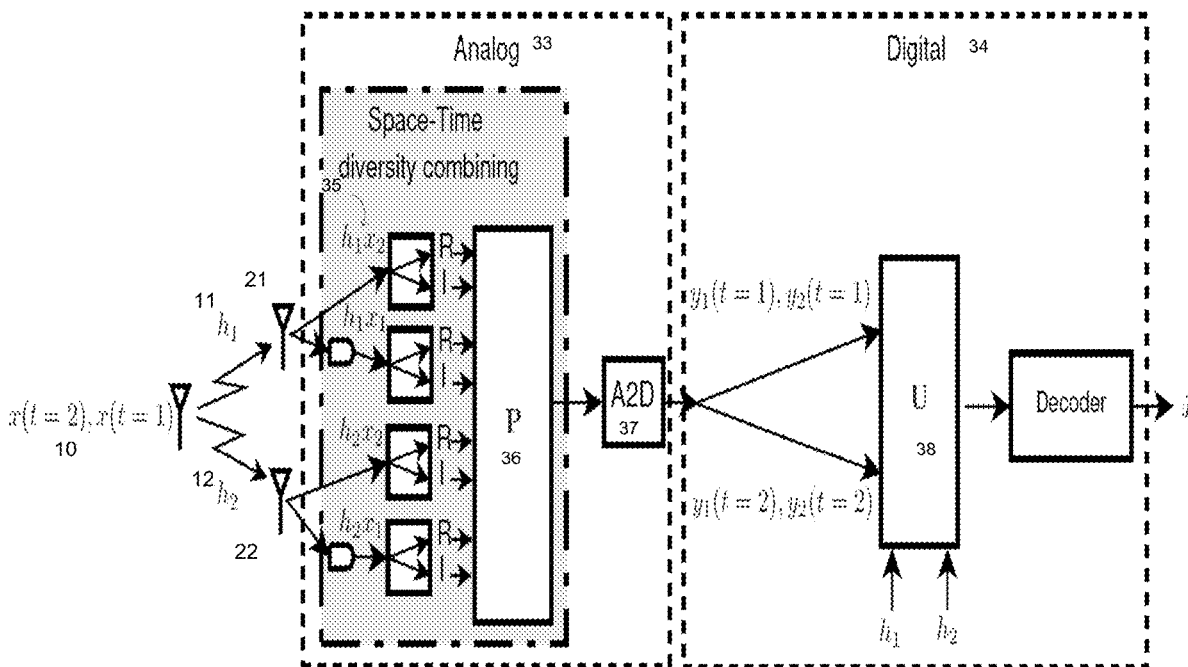 Analog 33
Digital 34
Space-Time
diversity combining
35
h₁x₂
R
I
h₁x₁
R
I
h₂x₂
R
I
h₂x₁
R
I
P
36
21
11
h₁
x(t = 2), x(t = 1)
10
12
h₂
22
A2D
37
y₁(t = 1), y₂(t = 1)
y₁(t = 2), y₂(t = 2)
U
38
h₁
h₂
Decoder